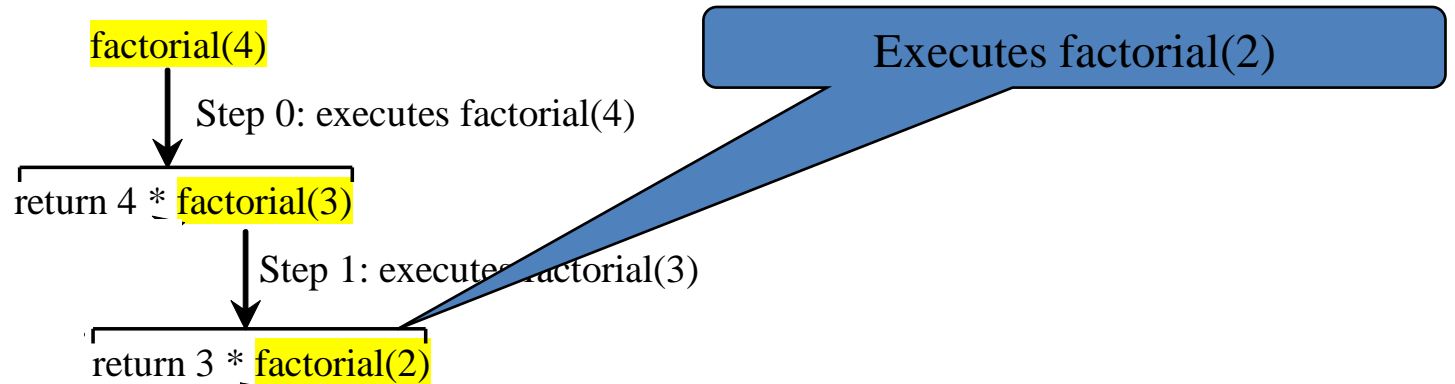 factorial(4)
Executes factorial(2)
Step 0: executes factorial(4)
return 4 * factorial(3)
Step 1: executes factorial(3)
return 3 * factorial(2)